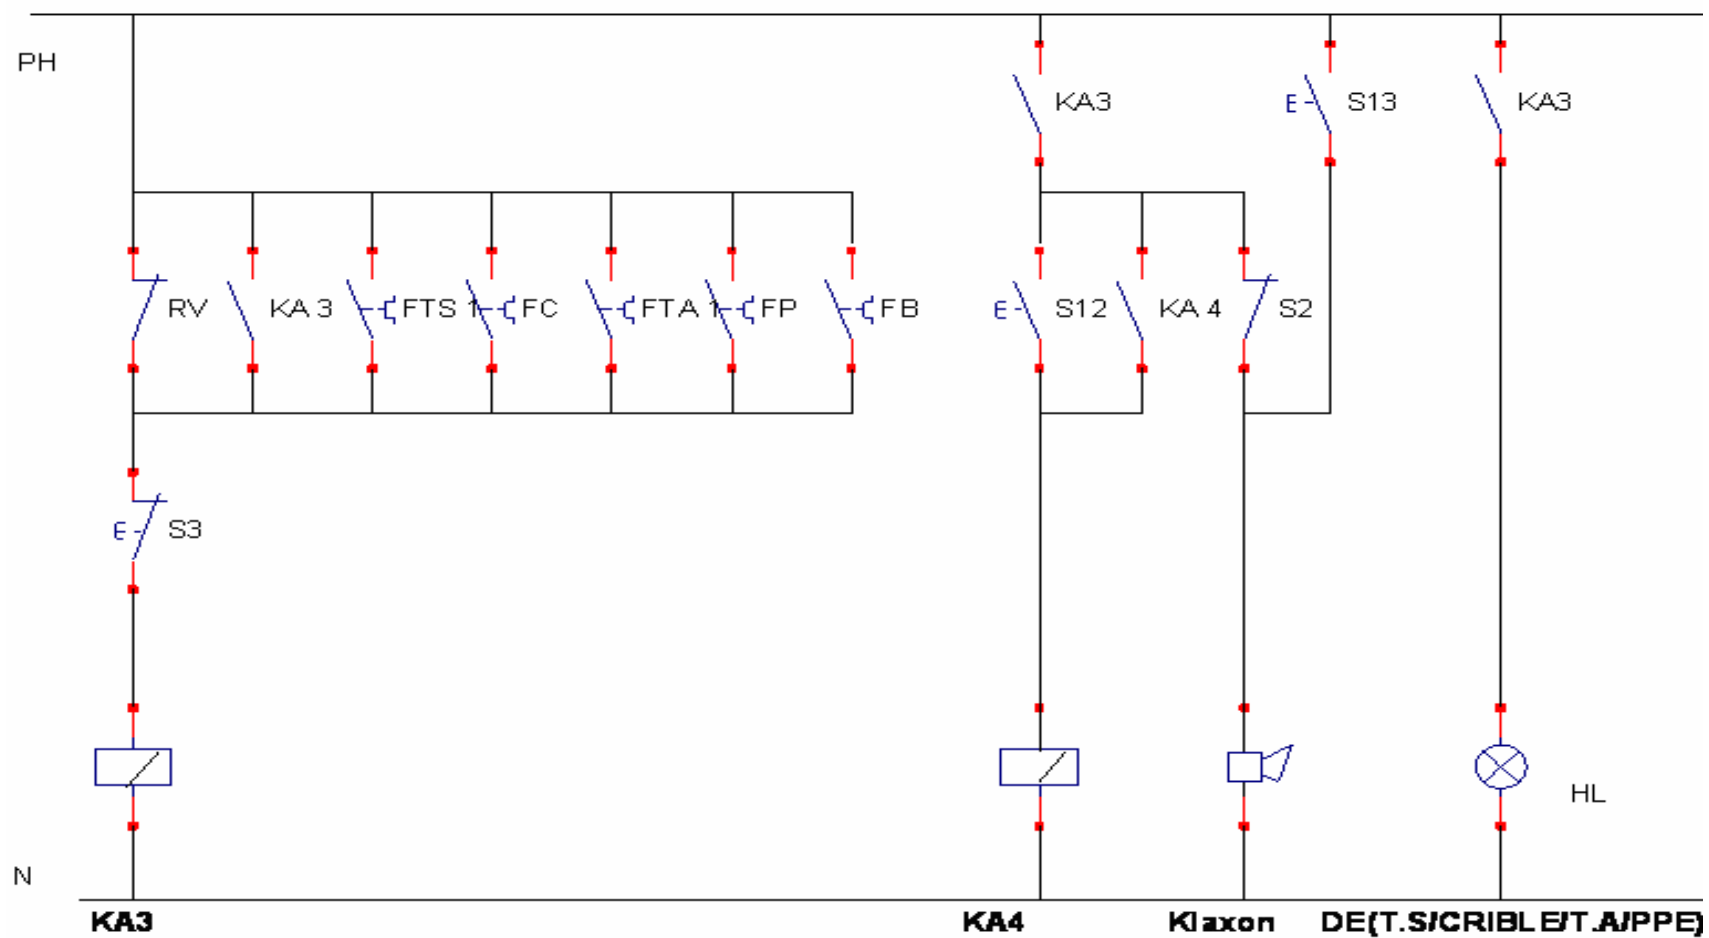 PH
KA3 S13 KA3
RV KA 3 FTS 1 FC FTA 1 FP FB S12 KA 4 S2
S3
HL
N
KA3 KA4 Klaxon DE(T.S/CRIBLE/T.A/PPE)